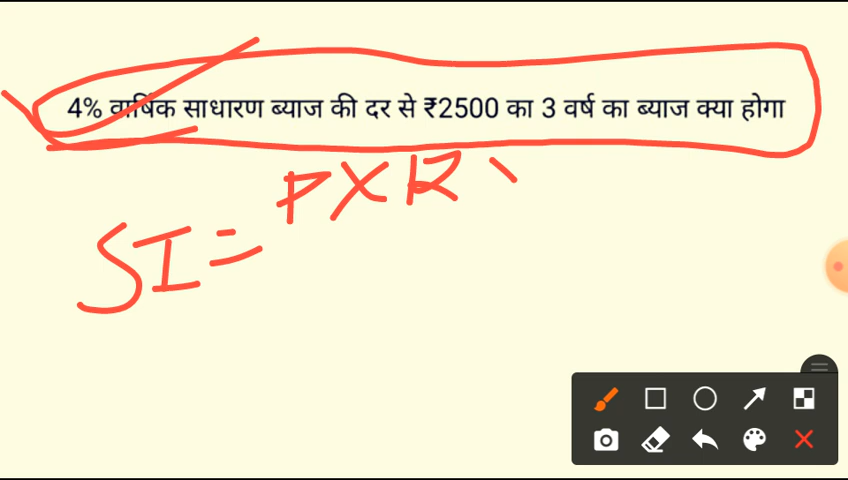 4% वार्षिक साधारण ब्याज की दर से ₹2500 का 3 वर्ष का ब्याज क्या होगा
SI = P X R